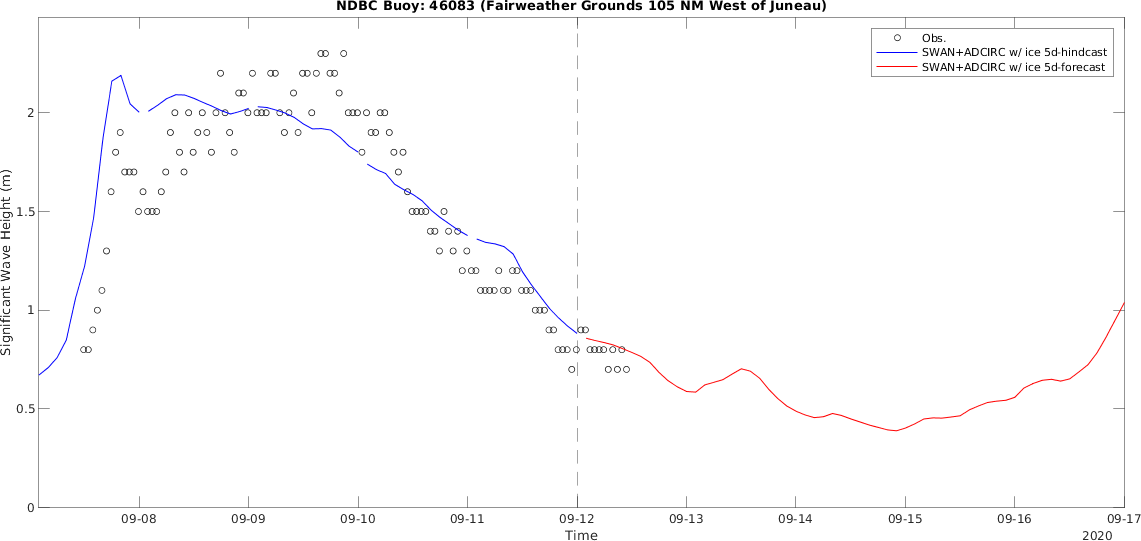 NDBC Buoy: 46083 (Fairweather Grounds 105 NM West of Juneau)
Obs.
SWAN+ADCIRC w/ ice 5d-hindcast
SWAN+ADCIRC w/ ice 5d-forecast
Significant Wave Height (m)
2
1.5
1
0.5
0
09-08 09-09 09-10 09-11 09-12 09-13 09-14 09-15 09-16 09-17
Time
2020